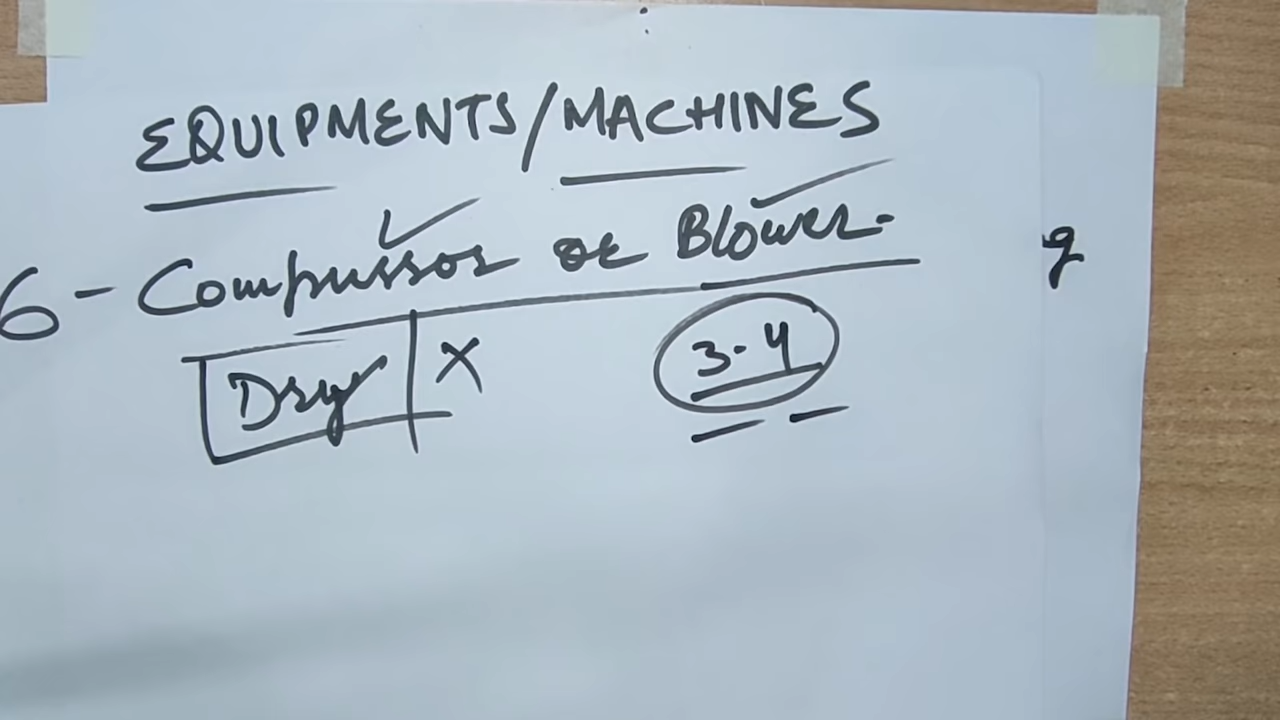 EQUIPMENTS/MACHINES
6- Compressor or Blower.
g
Dry X 3-4